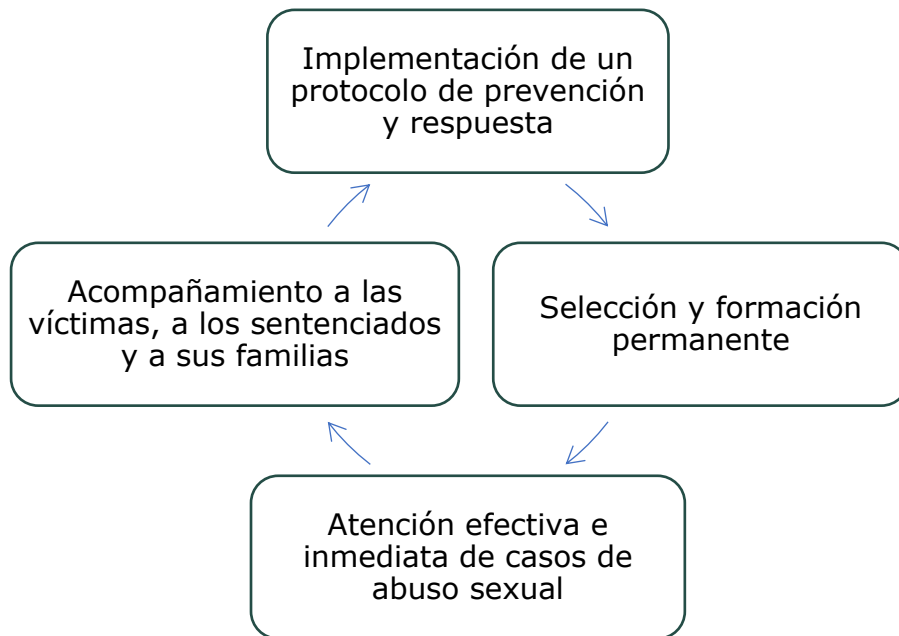 Implementación de un
protocolo de prevención
y respuesta
Acompañamiento a las
víctimas, a los sentenciados
y a sus familias
Selección y formación
permanente
Atención efectiva e
inmediata de casos de
abuso sexual